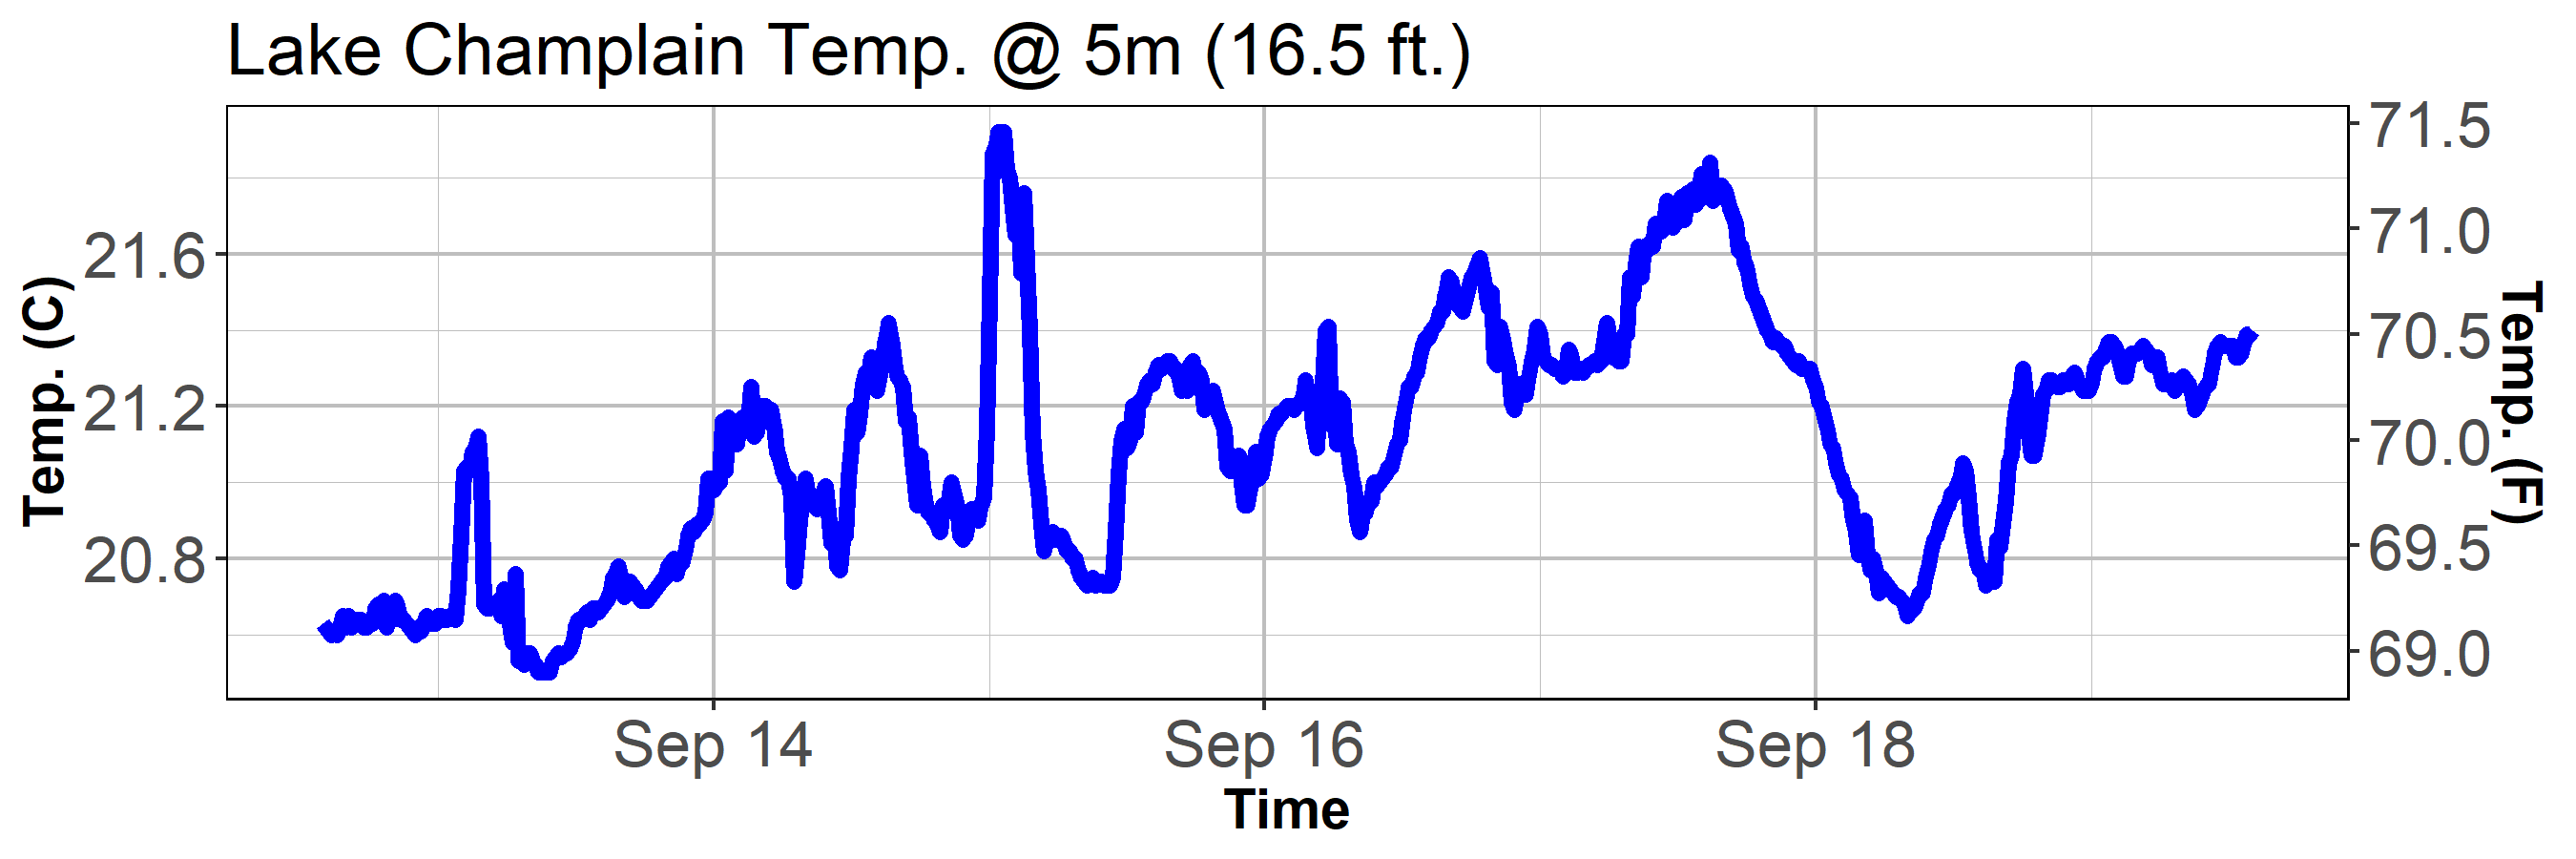 Lake Champlain Temp. @ 5m (16.5 ft.)
Temp. (C)
21.6
21.2
20.8
71.5
71.0
70.5
70.0
69.5
69.0
Temp. (F)
Sep 14
Sep 16
Sep 18
Time